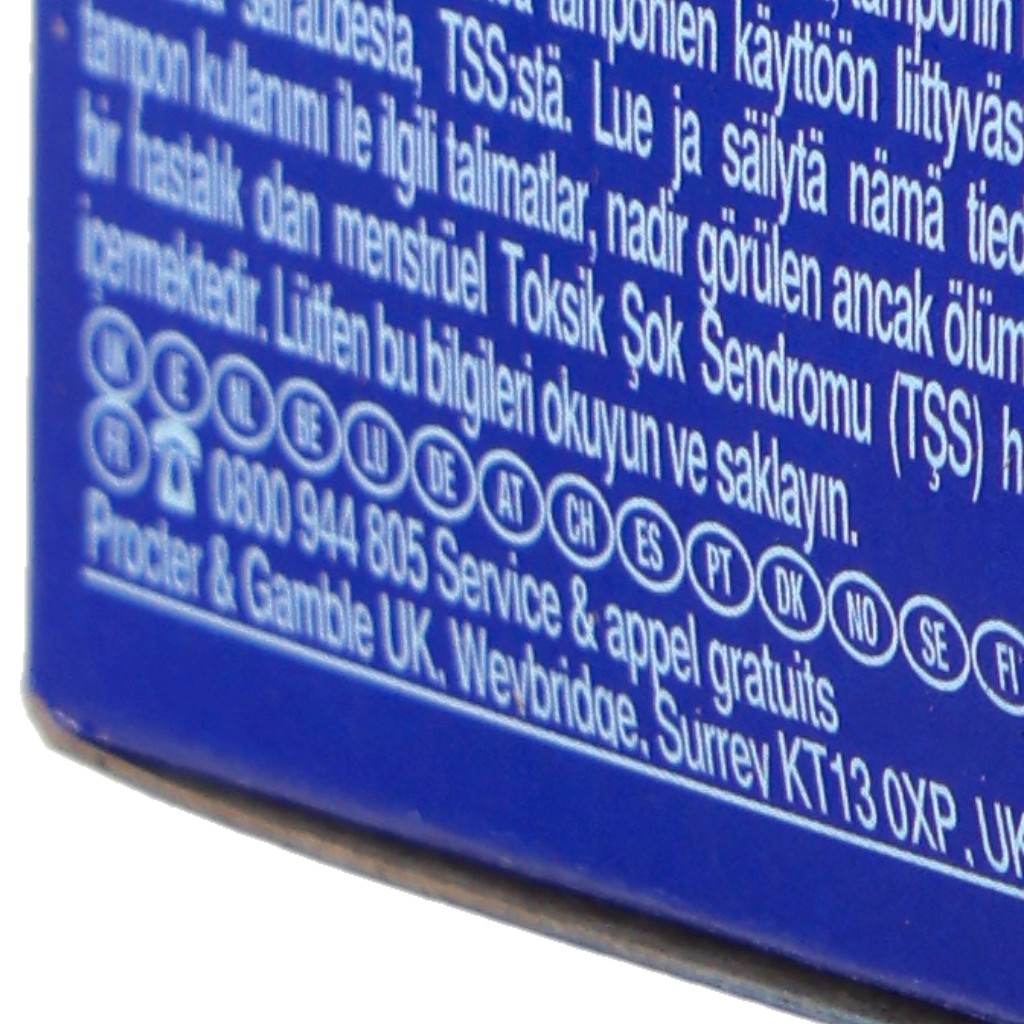 tamponin
tamponien käyttöön liittyväs
sairaudesta, TSS:stä. Lue ja säilytä nämä tied
tampon kullanımı ile ilgili talimatlar, nadir görülen ancak ölüm
bir hastalık olan menstrüel Toksik Şok Sendromu (TŞS) h
içermektedir. Lütfen bu bilgileri okuyun ve saklayın.
UK IE NL BE LU DE AT CH ES PT DK NO SE FI
FR 0800 944 805 Service & appel gratuits
Procter & Gamble UK, Weybridge, Surrey KT13 0XP, UK